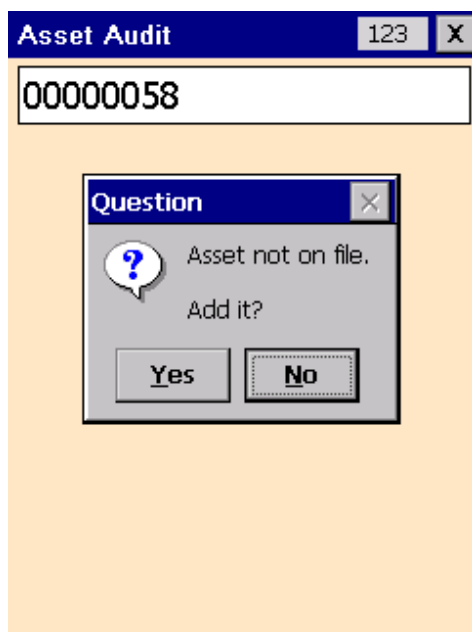 Asset Audit 123 X
00000058
Question
?
Asset not on file.
Add it?
Yes No